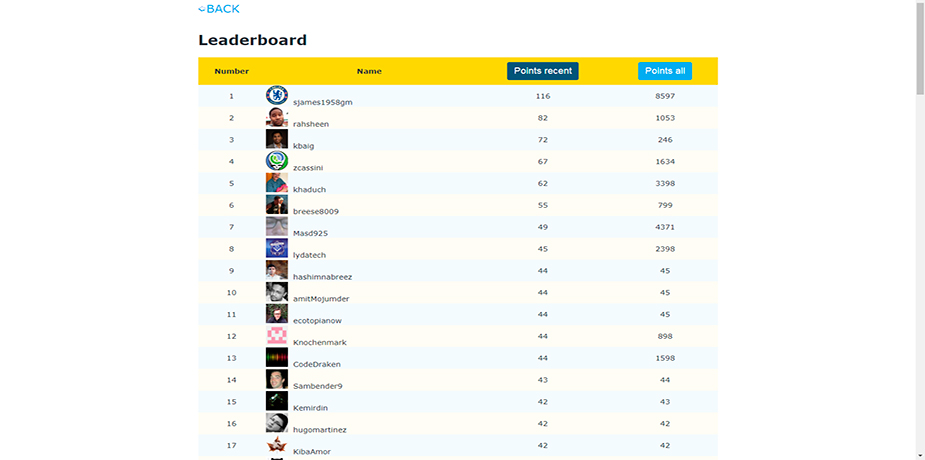 BACK
Leaderboard
Number Name Points recent Points all
1 sjames1958gm 116 8597
2 rahsheen 82 1053
3 kbaig 72 246
4 zcassini 67 1634
5 khaduch 62 3398
6 breese8009 55 799
7 Masd925 49 4371
8 lydatech 45 2398
9 hashimnabreez 44 45
10 amitMojumder 44 45
11 ecotopianow 44 45
12 Knochenmark 44 898
13 CodeDraken 44 1598
14 Sambender9 43 44
15 Kemirdin 42 43
16 hugomartinez 42 42
17 KibaAmor 42 42